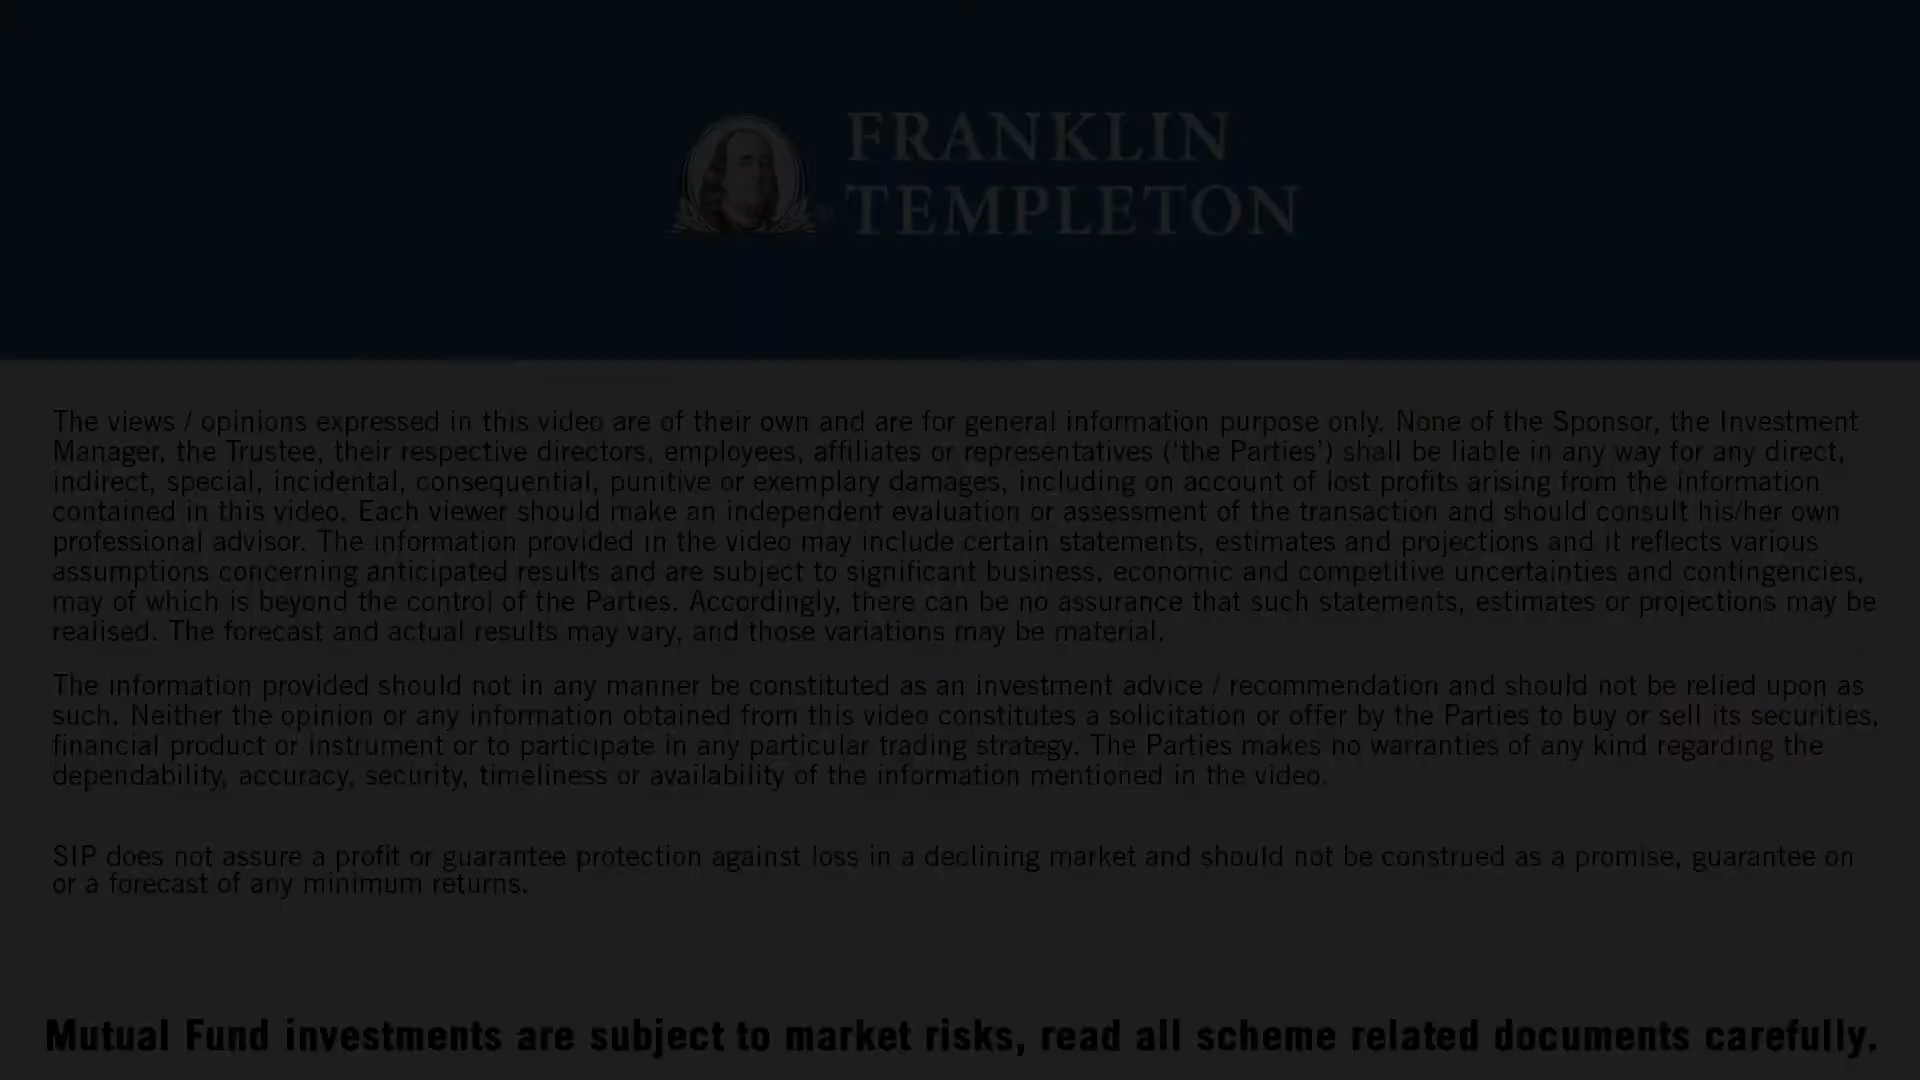 FRANKLIN
TEMPLETON
The views / opinions expressed in this video are of their own and are for general information purpose only. None of the Sponsor, the Investment
Manager, the Trustee, their respective directors, employees, affiliates or representatives (‘the Parties’) shall be liable in any way for any direct,
indirect, special, incidental, consequential, punitive or exemplary damages, including on account of lost profits arising from the information
contained in this video. Each viewer should make an independent evaluation or assessment of the transaction and should consult his/her own
professional advisor. The information provided in the video may include certain statements, estimates and projections and it reflects various
assumptions concerning anticipated results and are subject to significant business, economic and competitive uncertainties and contingencies,
may of which is beyond the control of the Parties. Accordingly, there can be no assurance that such statements, estimates or projections may be
realised. The forecast and actual results may vary, and those variations may be material.
The information provided should not in any manner be constituted as an investment advice / recommendation and should not be relied upon as
such. Neither the opinion or any information obtained from this video constitutes a solicitation or offer by the Parties to buy or sell its securities,
financial product or instrument or to participate in any particular trading strategy. The Parties makes no warranties of any kind regarding the
dependability, accuracy, security, timeliness or availability of the information mentioned in the video.
SIP does not assure a profit or guarantee protection against loss in a declining market and should not be construed as a promise, guarantee on
or a forecast of any minimum returns.
Mutual Fund investments are subject to market risks, read all scheme related documents carefully.